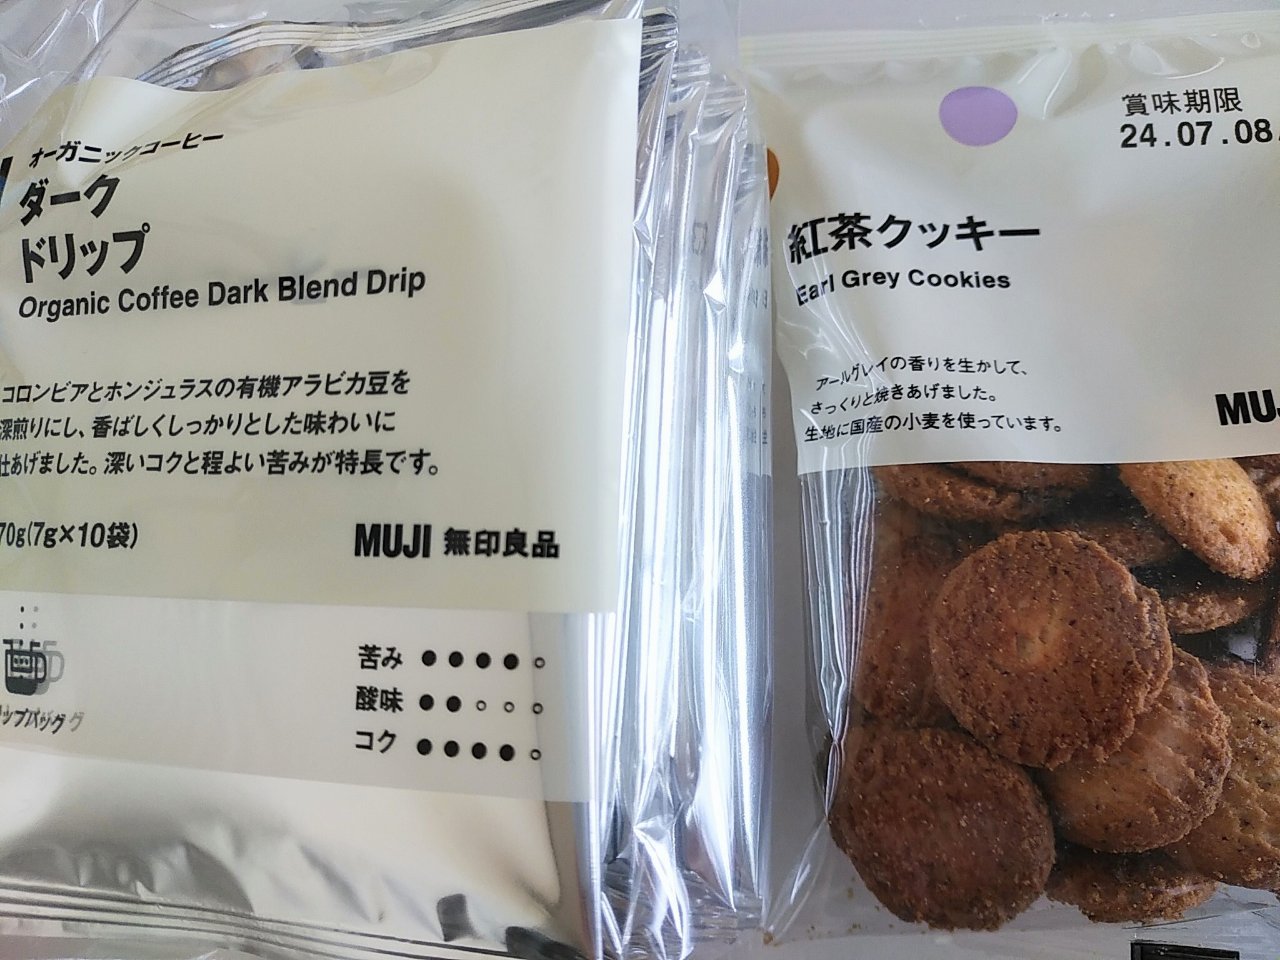 オーガニックコーヒー
ダーク
ドリップ
Organic Coffee Dark Blend Drip
コロンビアとホンジュラスの有機アラビカ豆を
深煎りにし、香ばしくしっかりとした味わいに
仕あげました。深いコクと程よい苦みが特長です。
70g(7g×10袋)
MUJI 無印良品
苦み
酸味
コク
ップバッグ
賞味期限
24.07.08
紅茶クッキー
Earl Grey Cookies
アールグレイの香りを生かして、
さっくりと焼きあげました。
生地に国産の小麦を使っています。
MU